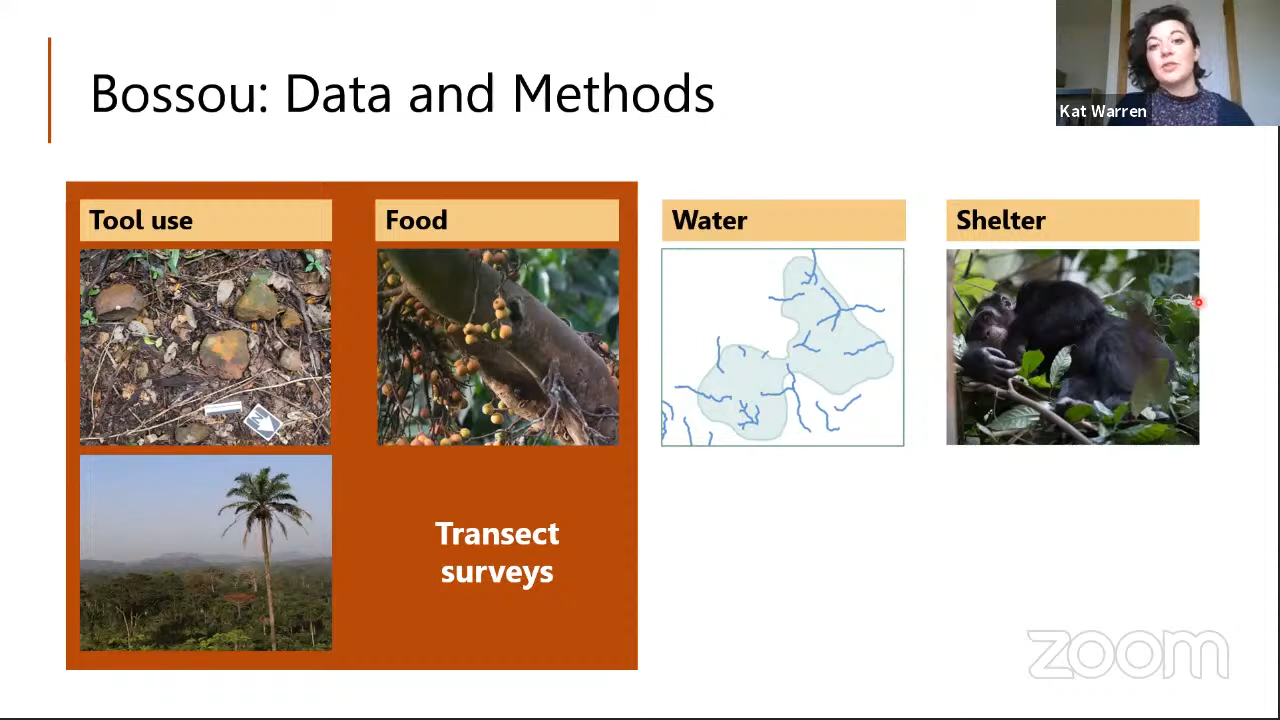 Bossou: Data and Methods
Kat Warren
Tool use
Food
Water
Shelter
Transect
surveys
zoom